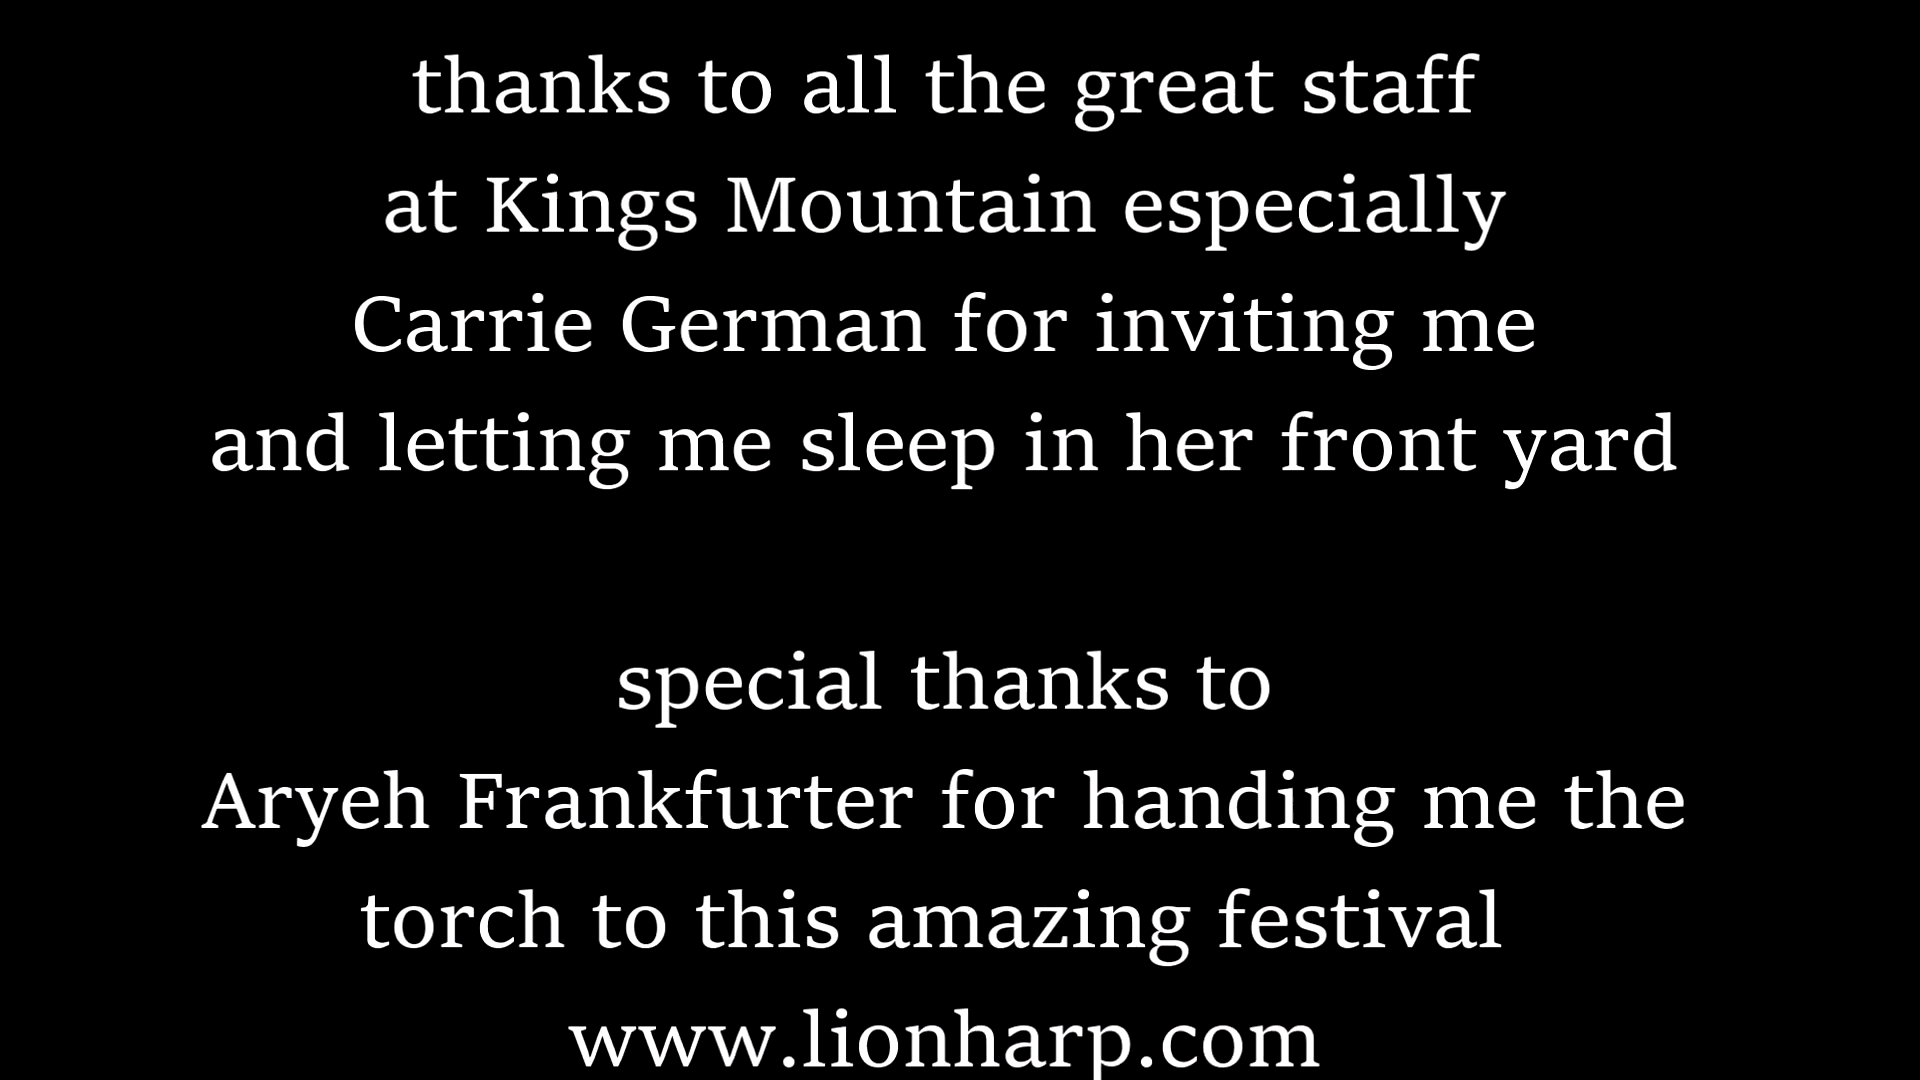 thanks to all the great staff
at Kings Mountain especially
Carrie German for inviting me
and letting me sleep in her front yard
special thanks to
Aryeh Frankfurter for handing me the
torch to this amazing festival
www.lionharp.com